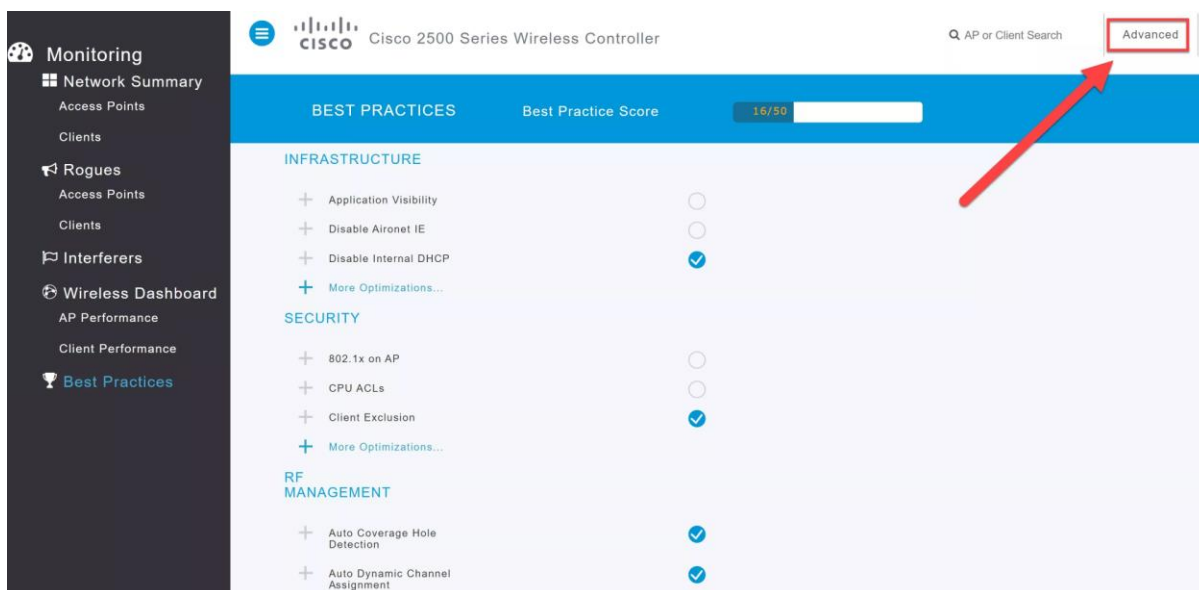 Monitoring
Network Summary
Access Points
Clients
Rogues
Access Points
Clients
Interferers
Wireless Dashboard
AP Performance
Client Performance
Best Practices
CISCO Cisco 2500 Series Wireless Controller
AP or Client Search
Advanced
BEST PRACTICES Best Practice Score 16/50
INFRASTRUCTURE
Application Visibility
Disable Aironet IE
Disable Internal DHCP
More Optimizations...
SECURITY
802.1x on AP
CPU ACLs
Client Exclusion
More Optimizations...
RF
MANAGEMENT
Auto Coverage Hole
Detection
Auto Dynamic Channel
Assignment